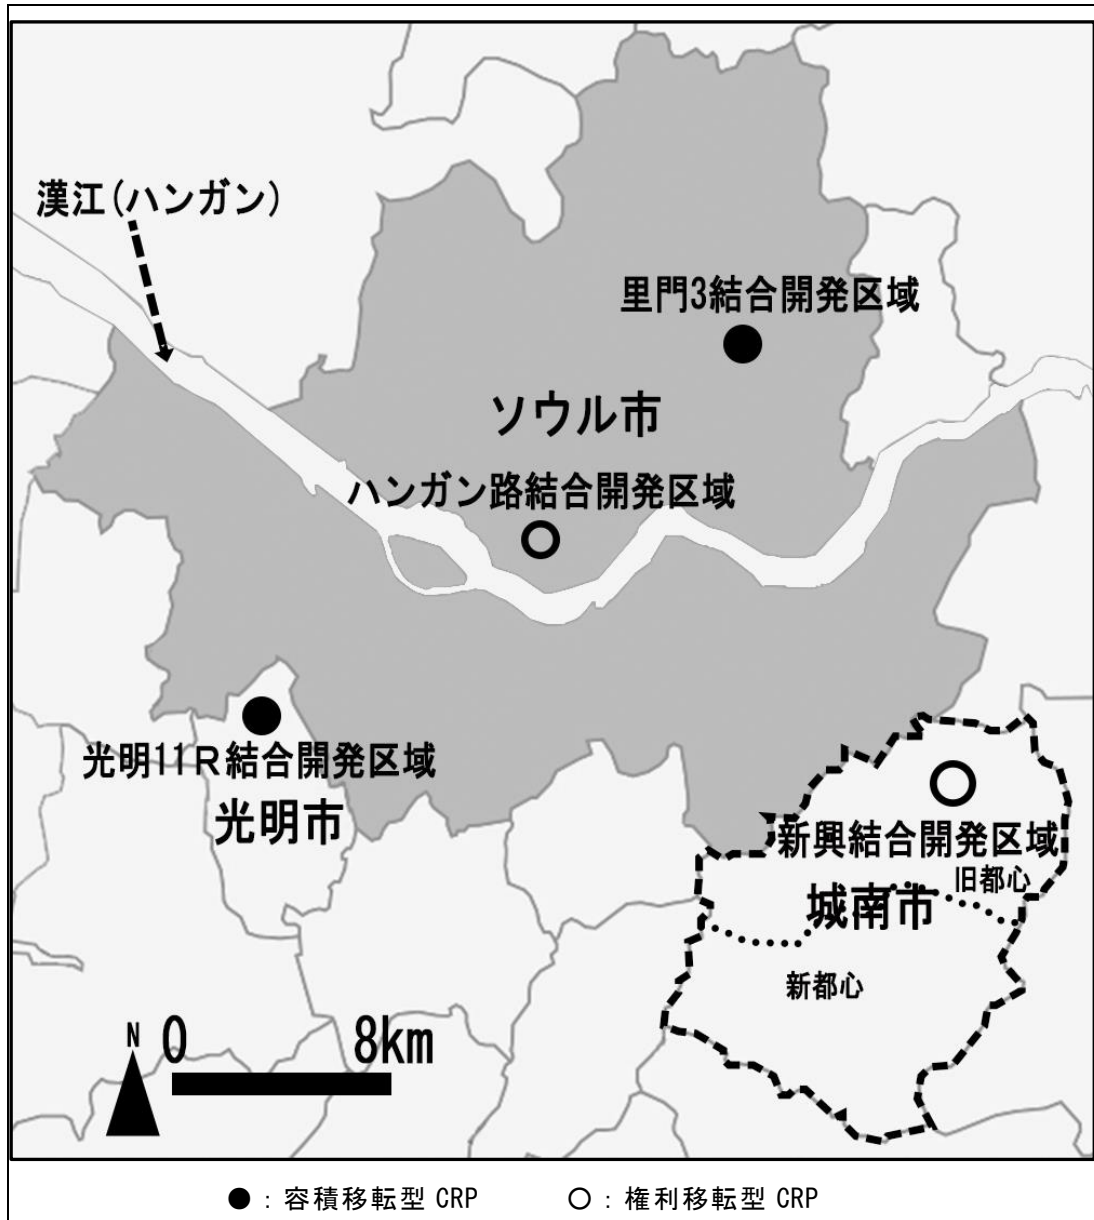 漢江(ハンガン)
里門3結合開発区域
ソウル市
ハンガン路結合開発区域
光明11R結合開発区域
光明市
新興結合開発区域
旧都心
城南市
新都心
N 0 8km
●：容積移転型 CRP ○：権利移転型 CRP